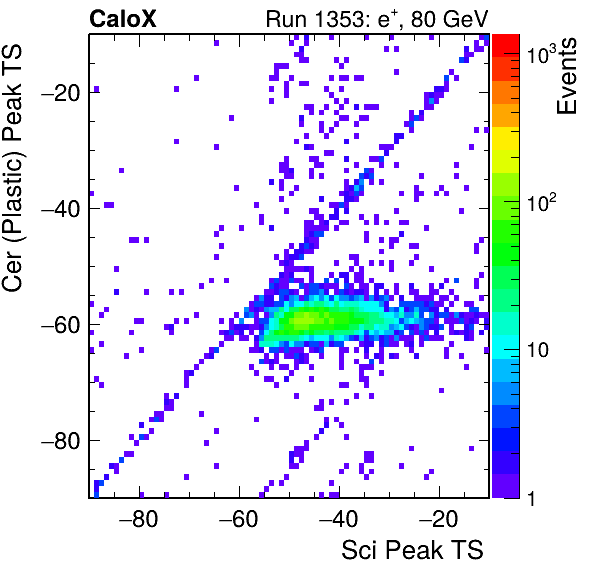 CaloX
Run 1353: e⁺, 80 GeV
Cer (Plastic) Peak TS
−20
−40
−60
−80
−80
−60
−40
−20
Sci Peak TS
10³
10²
10
1
Events